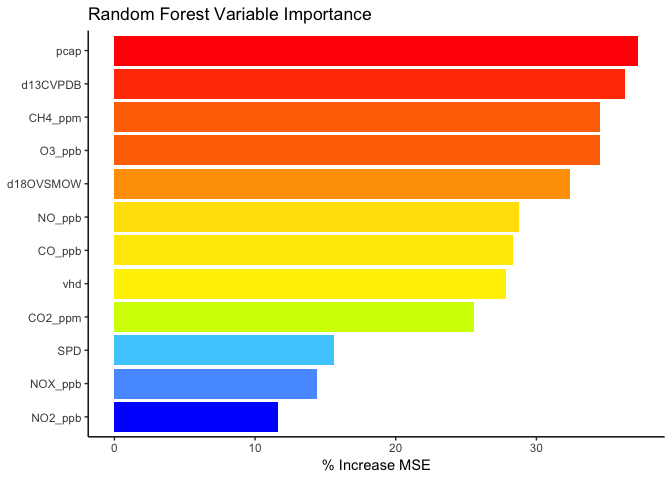 Random Forest Variable Importance
pcap
d13CVPDB
CH4_ppm
O3_ppb
d18OVSMOW
NO_ppb
CO_ppb
vhd
CO2_ppm
SPD
NOX_ppb
NO2_ppb
0 10 20 30
% Increase MSE